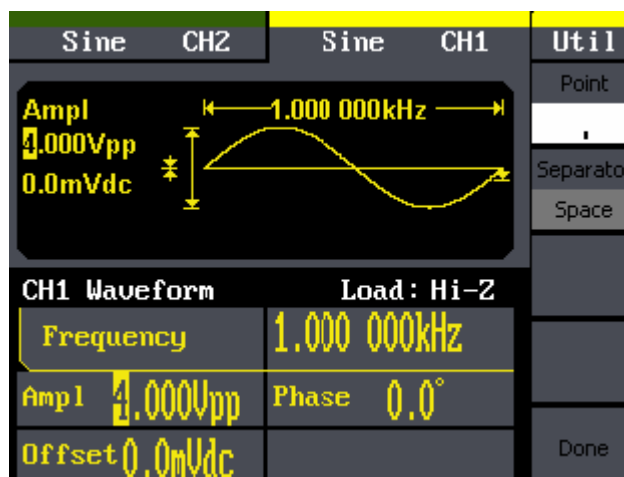 Sine CH2 Sine CH1 Util
Point
.
Separato
Space
Done
Ampl
4.000Vpp
0.0mVdc
1.000 000kHz
CH1 Waveform Load: Hi-Z
Frequency 1.000 000kHz
Ampl 4.000Vpp Phase 0.0°
Offset 0.0mVdc